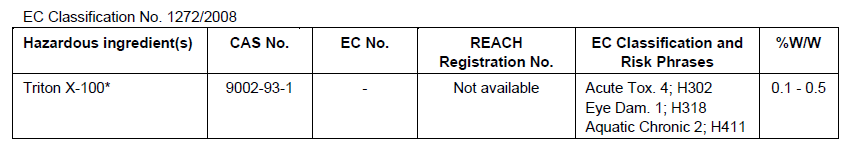 EC Classification No. 1272/2008
Hazardous ingredient(s) CAS No. EC No. REACH Registration No. EC Classification and Risk Phrases %W/W
Triton X-100* 9002-93-1 - Not available Acute Tox. 4; H302 0.1 - 0.5
Eye Dam. 1; H318
Aquatic Chronic 2; H411